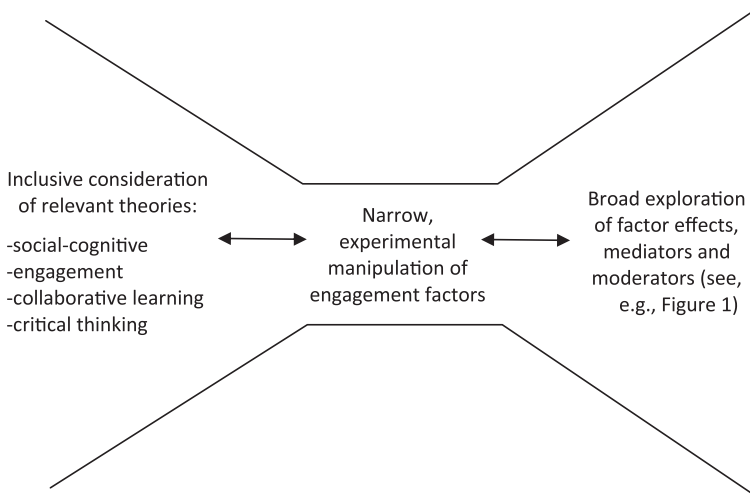 Inclusive consideration
of relevant theories:
-social-cognitive
-engagement
-collaborative learning
-critical thinking
Narrow,
experimental
manipulation of
engagement factors
Broad exploration
of factor effects,
mediators and
moderators (see,
e.g., Figure 1)